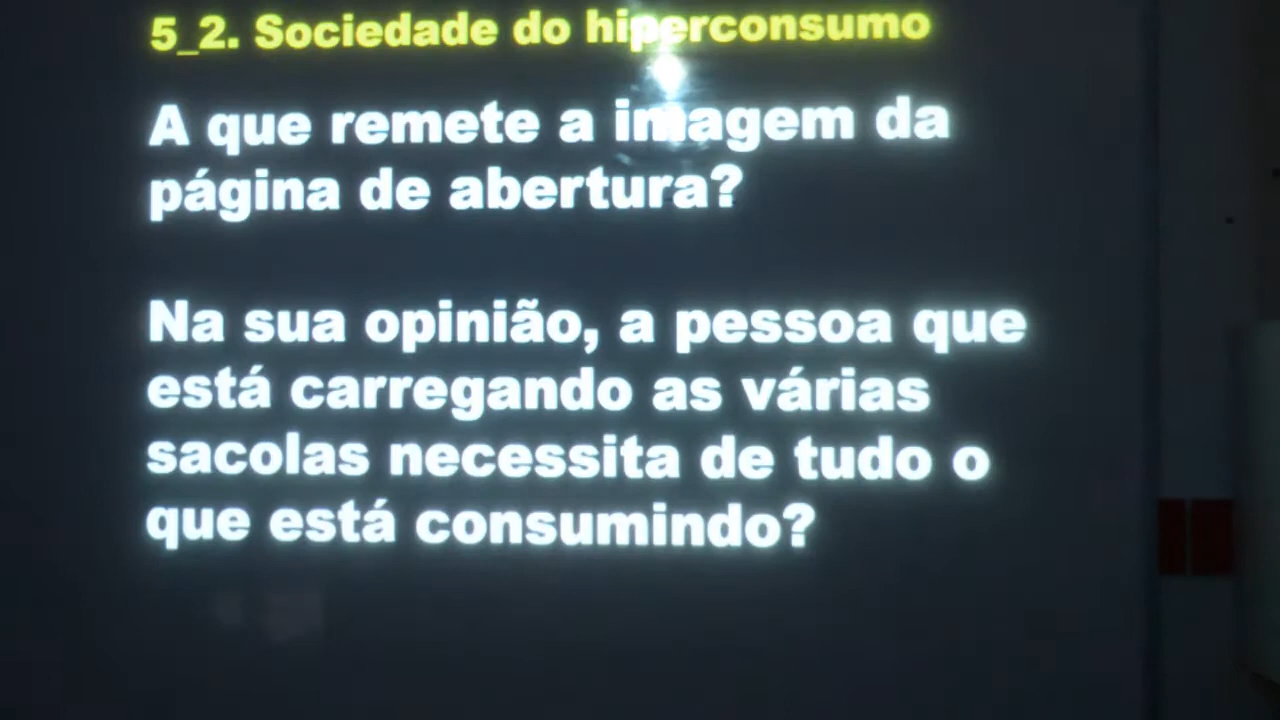 5_2. Sociedade do hiperconsumo
A que remete a imagem da
página de abertura?
Na sua opinião, a pessoa que
está carregando as várias
sacolas necessita de tudo o
que está consumindo?